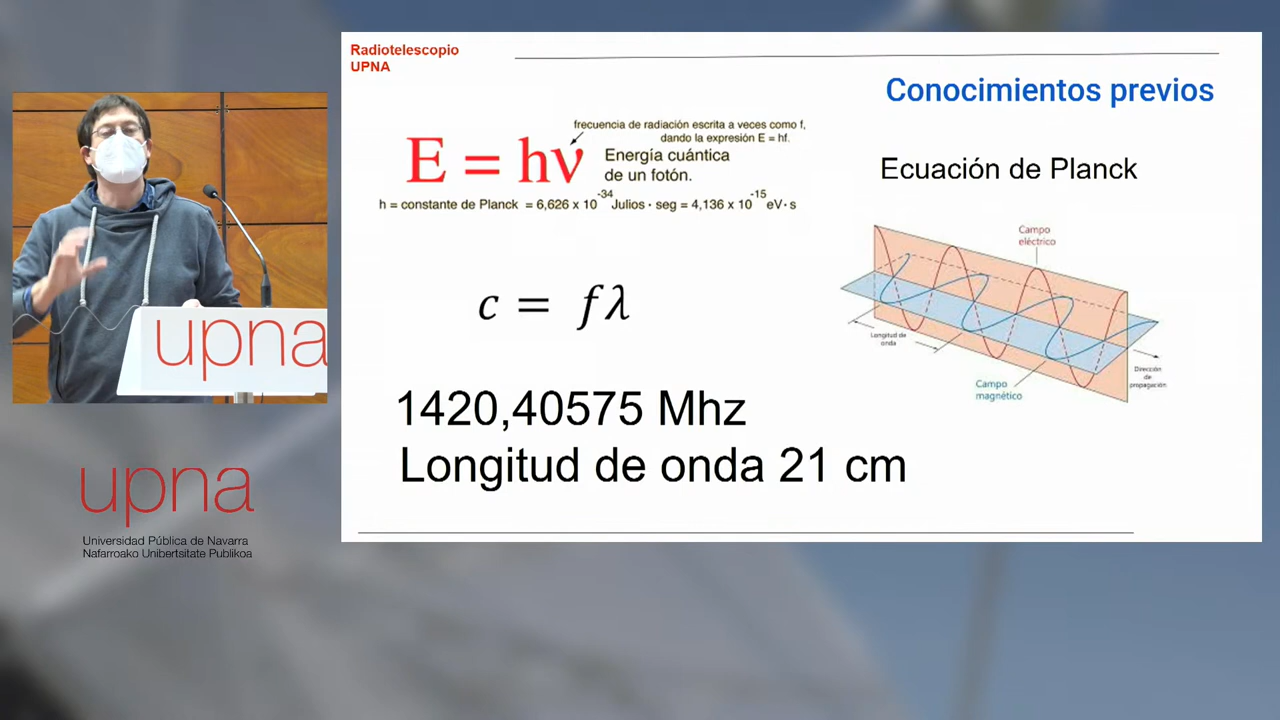 Radiotelescopio
UPNA
Conocimientos previos
frecuencia de radiación escrita a veces como f,
dando la expresión E = hf.
E = hν
Energía cuántica
de un fotón.
h = constante de Planck = 6,626 x 10⁻³⁴ Julios · seg = 4,136 x 10⁻¹⁵ eV· s
Ecuación de Planck
Campo
eléctrico
c = fλ
Longitud de
onda
Dirección
de
propagación
Campo
magnético
1420,40575 Mhz
Longitud de onda 21 cm
upna
upna
Universidad Pública de Navarra
Nafarroako Unibertsitate Publikoa